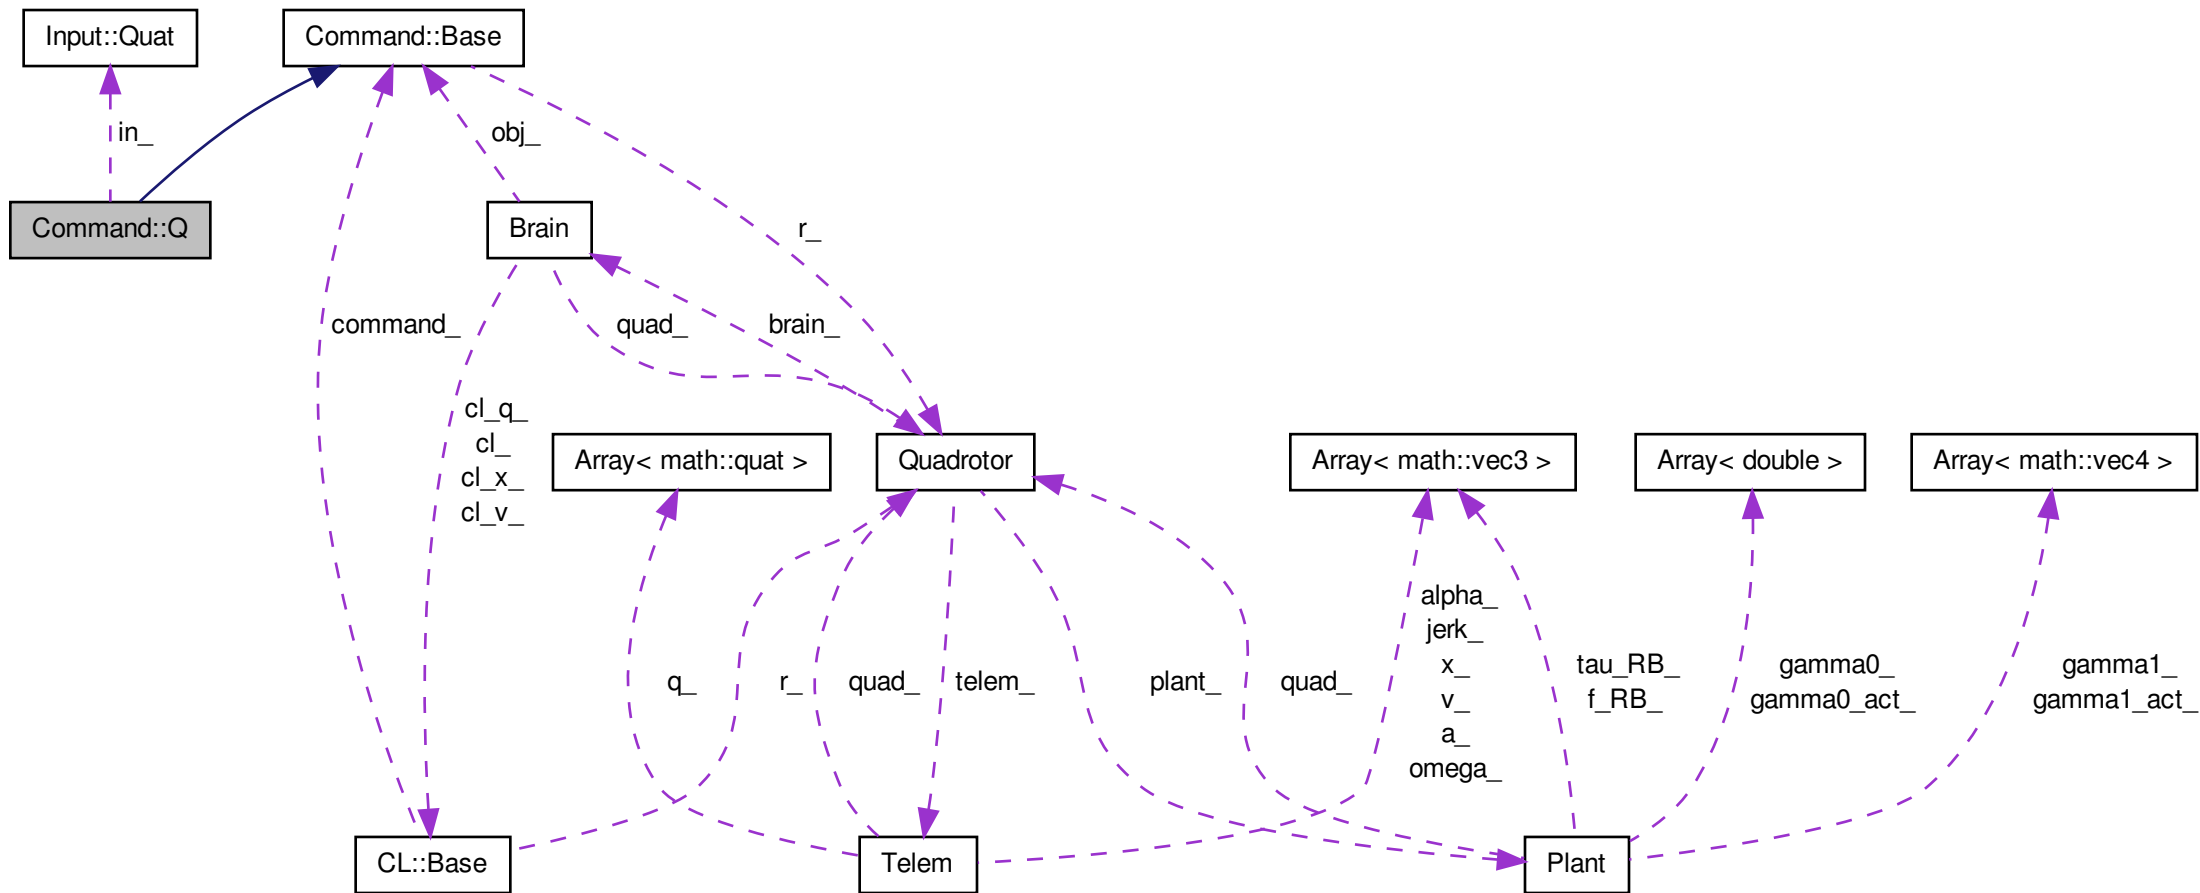 Input::Quat
Command::Base
in_
obj_
Command::Q
Brain
r_
command_
quad_
brain_
cl_q_
cl_
cl_x_
cl_v_
Array< math::quat >
Quadrotor
Array< math::vec3 >
Array< double >
Array< math::vec4 >
q_
r_
quad_
telem_
plant_
quad_
alpha_
jerk_
x_
v_
a_
omega_
tau_RB_
f_RB_
gamma0_
gamma0_act_
gamma1_
gamma1_act_
CL::Base
Telem
Plant